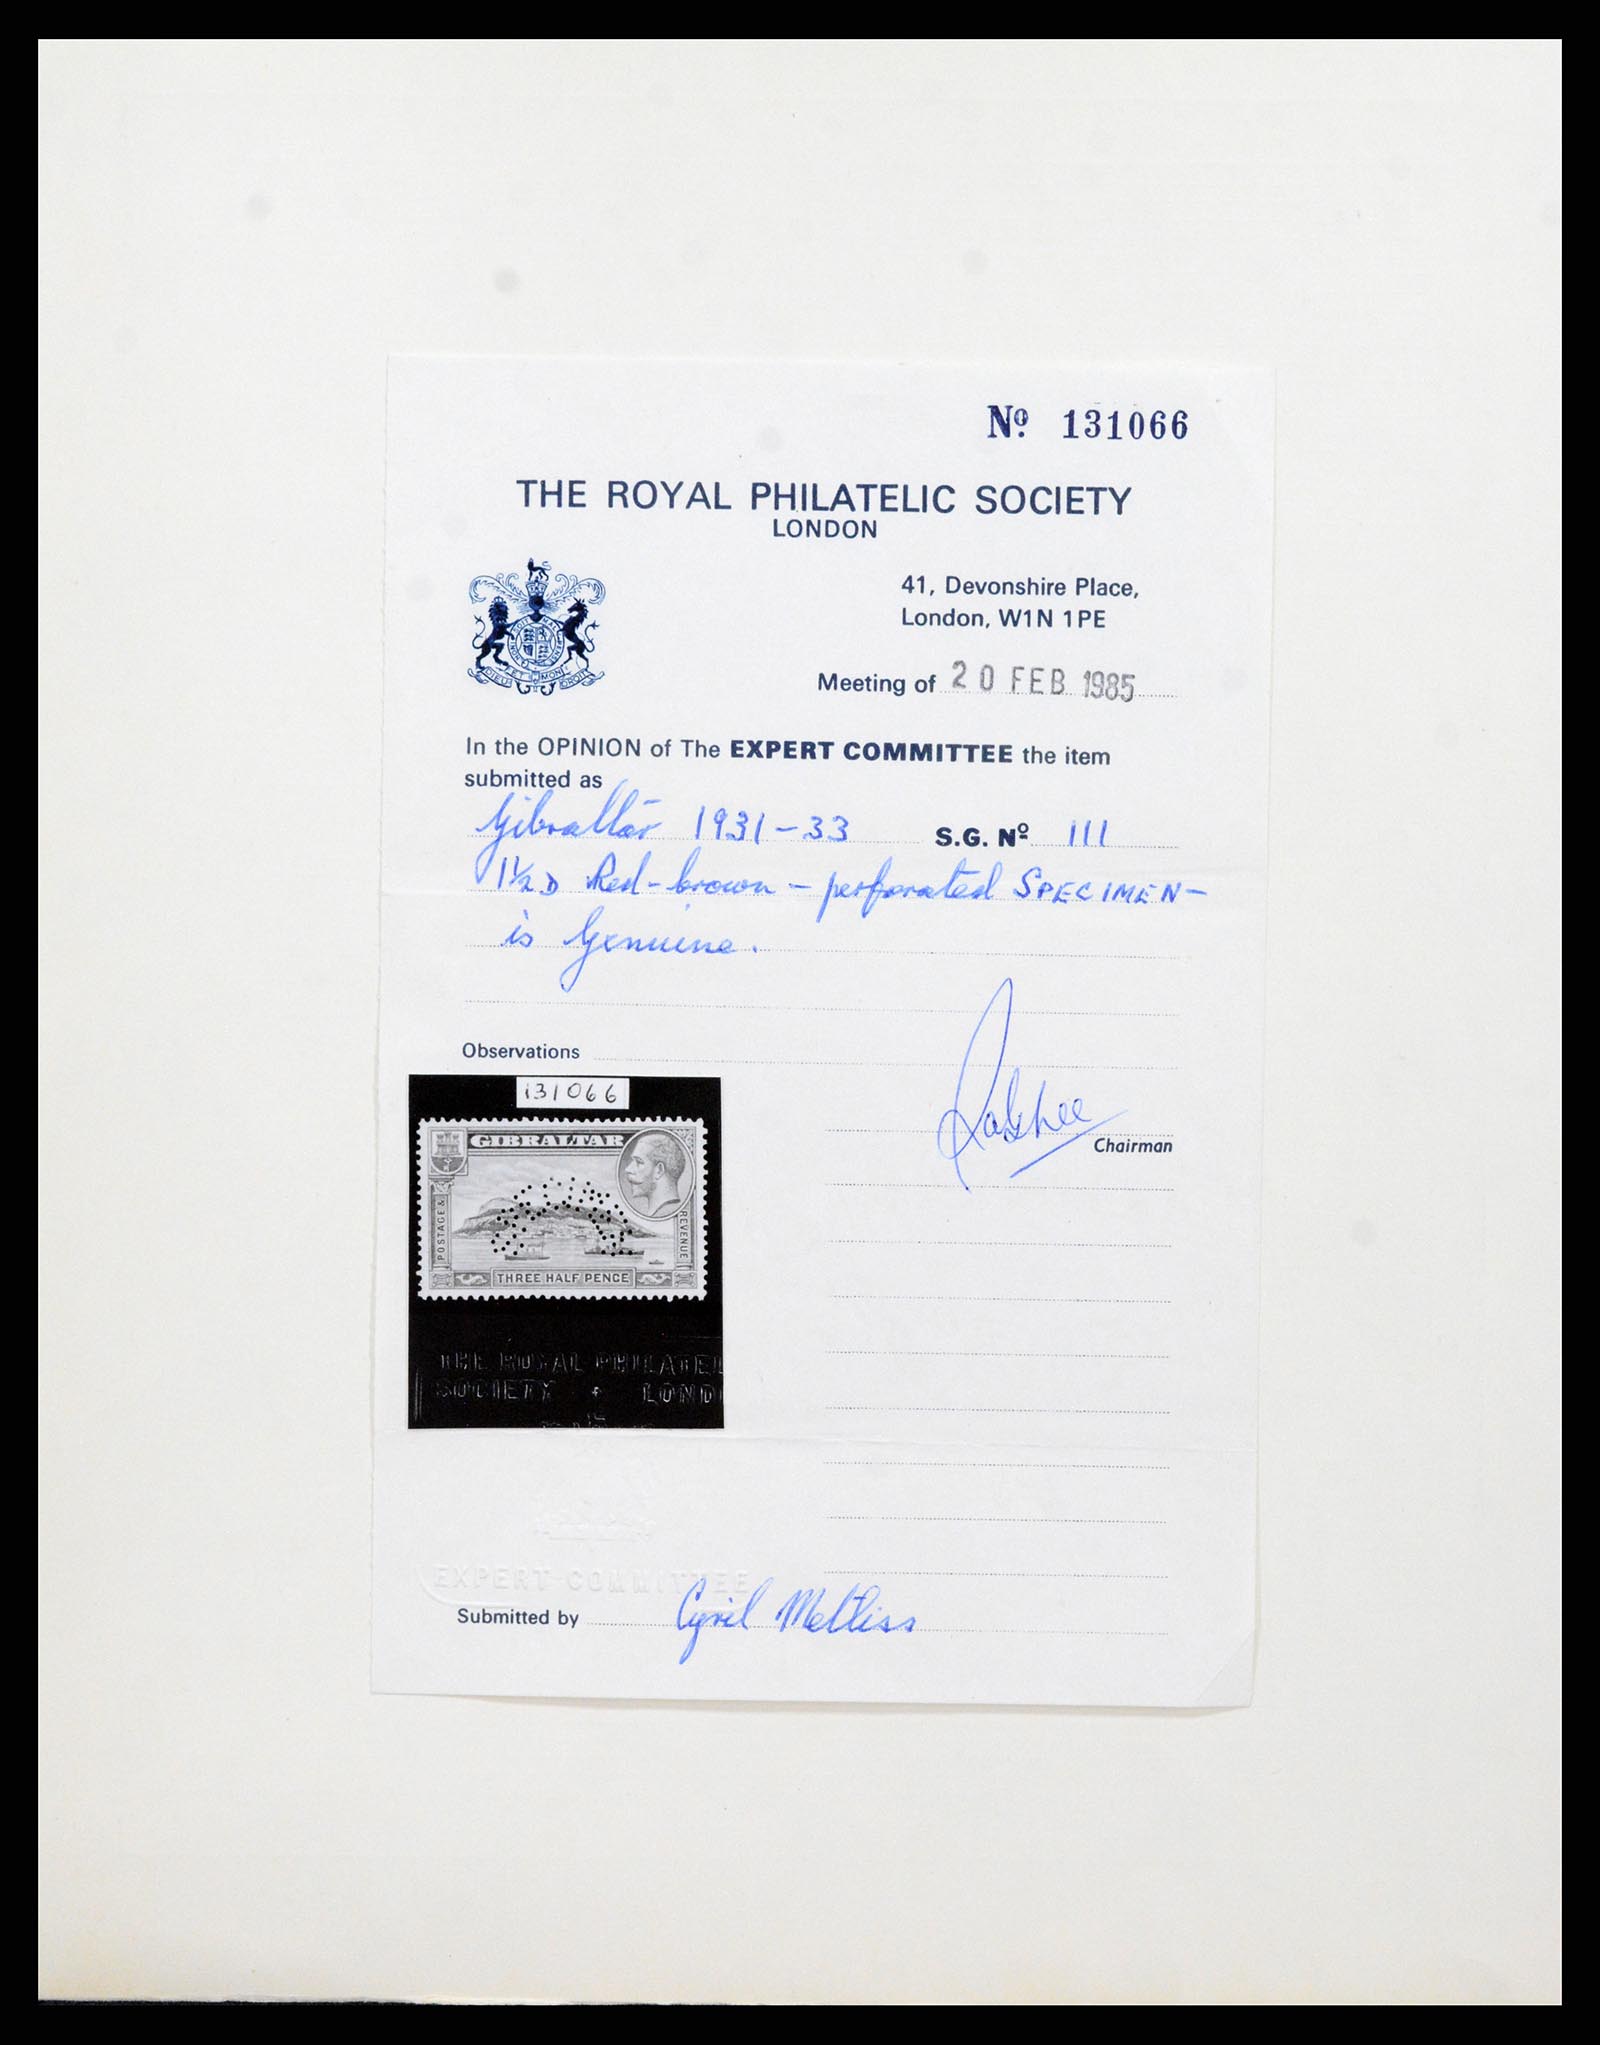 Nº 131066
THE ROYAL PHILATELIC SOCIETY
LONDON
41, Devonshire Place,
London, W1N 1PE
Meeting of 20 FEB 1985
In the OPINION of The EXPERT COMMITTEE the item
submitted as
Gibraltar 1931-33 S.G. Nº 111
1½D Red-brown - perforated SPECIMEN -
is Genuine.
Observations
131066
GIBRALTAR
POSTAGE &
REVENUE
THREE HALF PENCE
THE ROYAL PHILATEL
SOCIETY LOND
Chairman
EXPERT COMMITTEE
Submitted by Cyril Mettiss